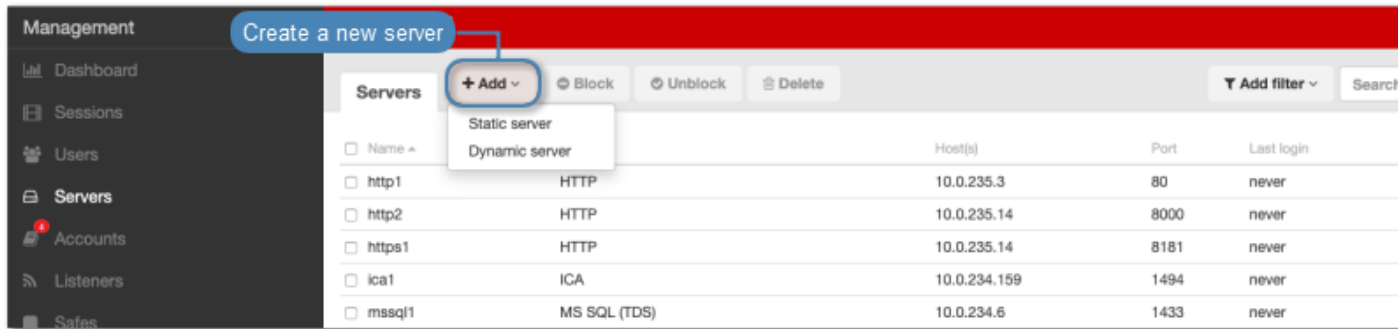 Management
Create a new server
Dashboard
Sessions
Users
Servers
4
Accounts
Listeners
Safes
Servers
+ Add
Block
Unblock
Delete
Add filter
Search
Static server
Dynamic server
Name
Host(s)
Port
Last login
http1 HTTP 10.0.235.3 80 never
http2 HTTP 10.0.235.14 8000 never
https1 HTTP 10.0.235.14 8181 never
ica1 ICA 10.0.234.159 1494 never
mssql1 MS SQL (TDS) 10.0.234.6 1433 never